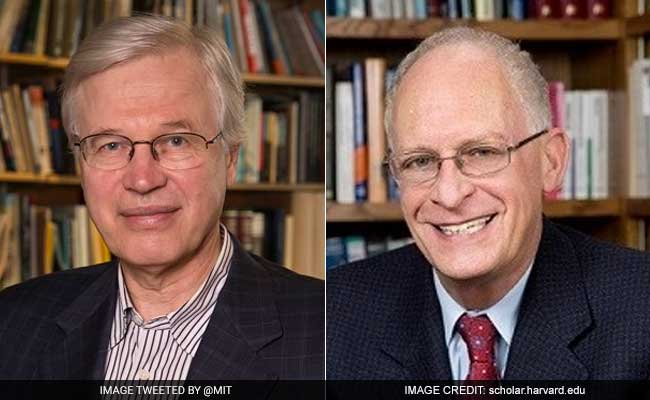 IMAGE TWEETED BY @MIT
IMAGE CREDIT: scholar.harvard.edu